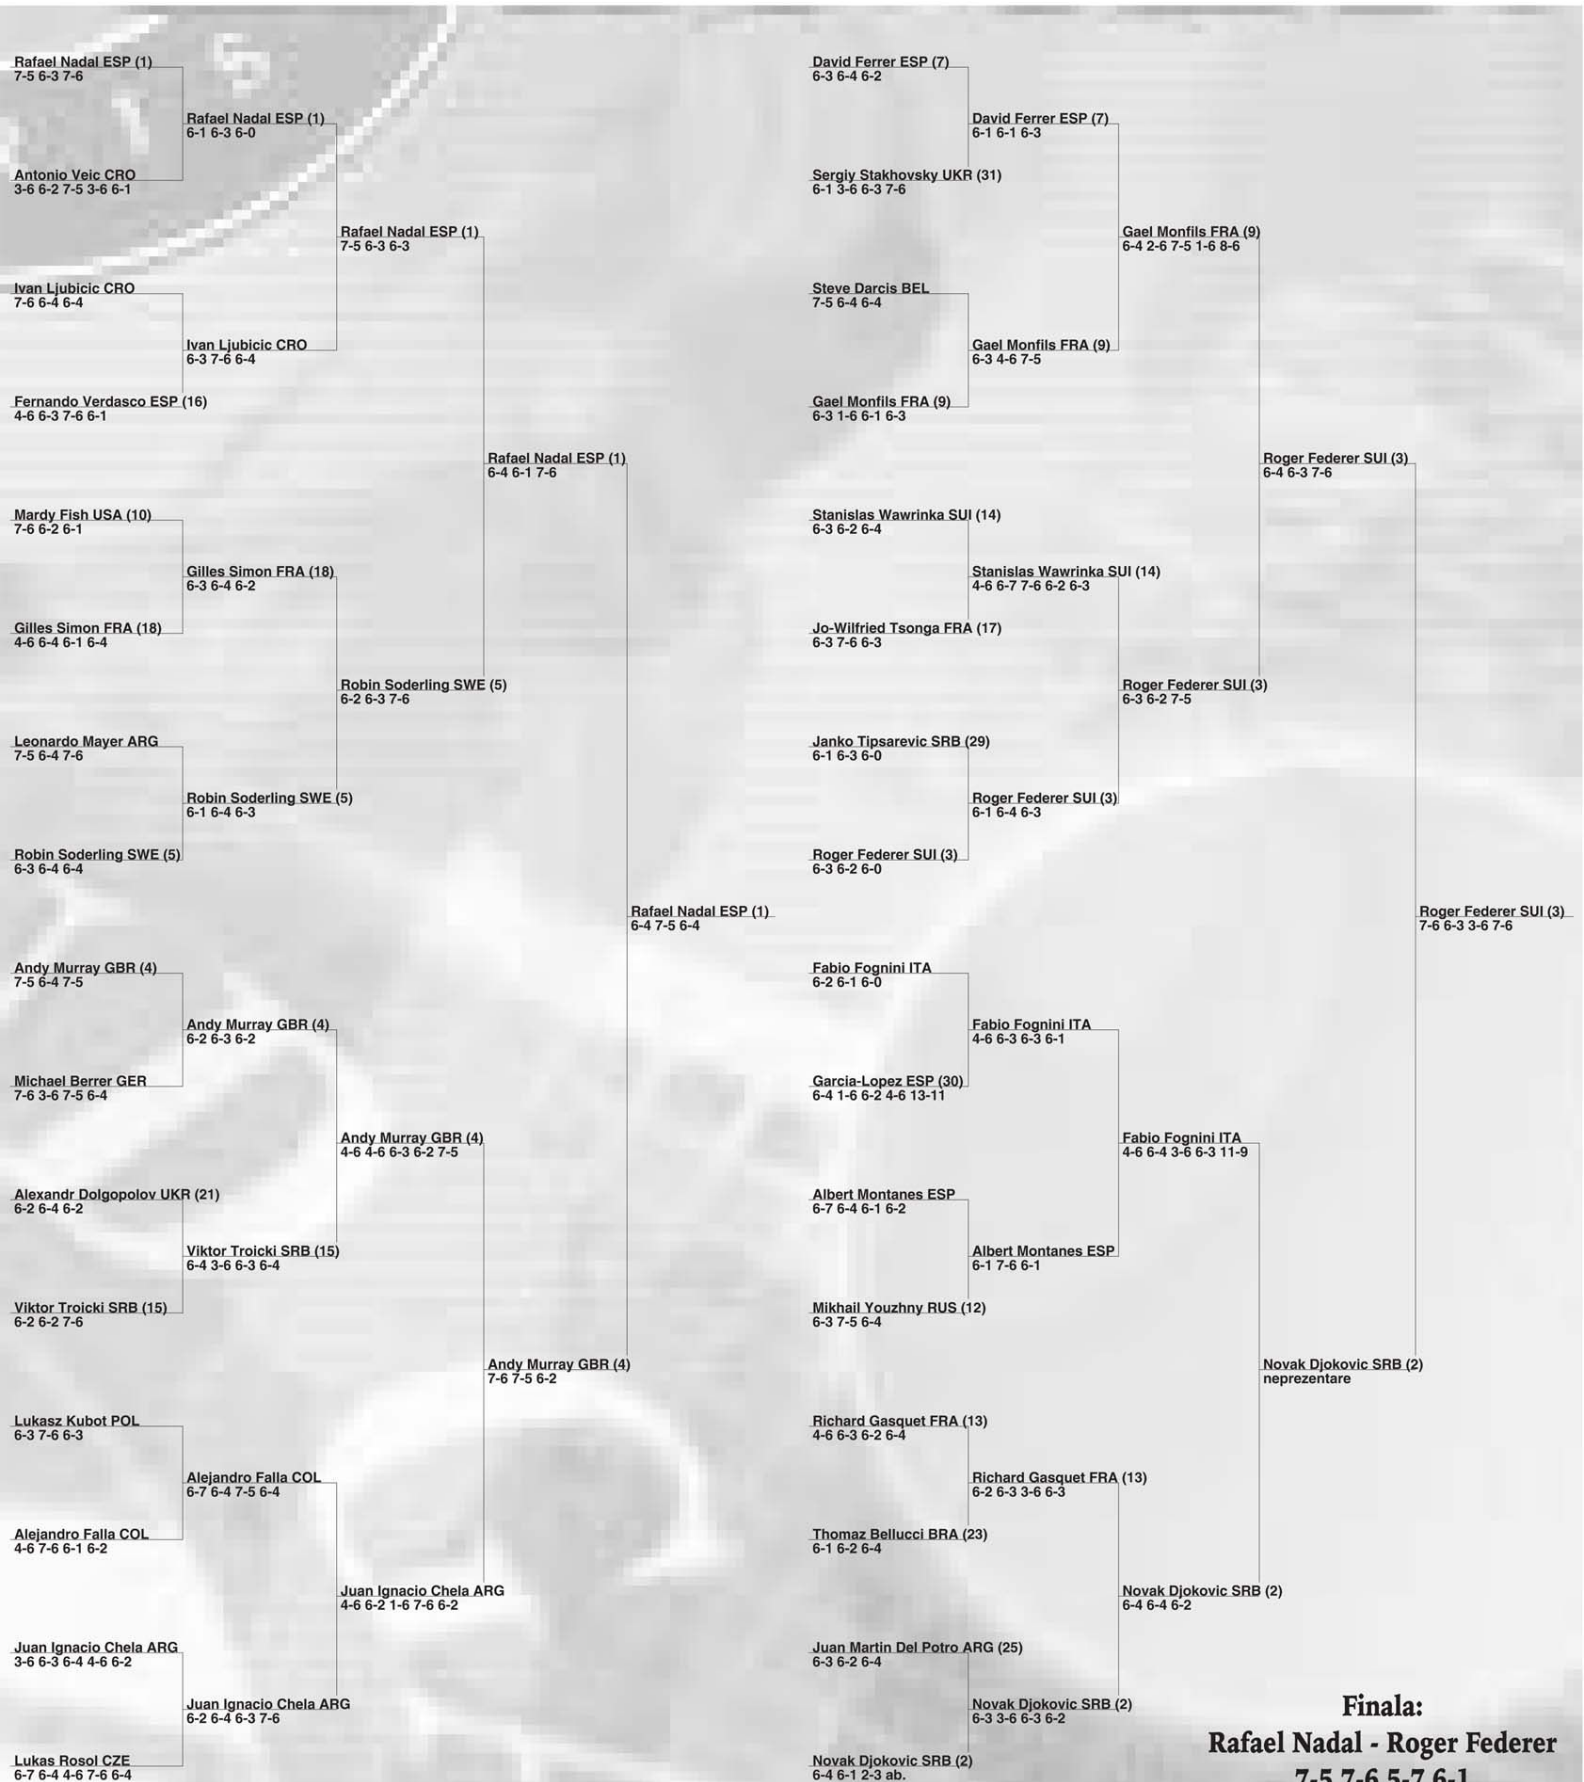 Rafael Nadal ESP (1)
7-5 6-3 7-6
Rafael Nadal ESP (1)
6-1 6-3 6-0
Antonio Veic CRO
3-6 6-2 7-5 3-6 6-1
Rafael Nadal ESP (1)
7-5 6-3 6-3
Ivan Ljubicic CRO
7-6 6-4 6-4
Ivan Ljubicic CRO
6-3 7-6 6-4
Fernando Verdasco ESP (16)
4-6 6-3 7-6 6-1
Rafael Nadal ESP (1)
6-4 6-1 7-6
Mardy Fish USA (10)
7-6 6-2 6-1
Gilles Simon FRA (18)
6-3 6-4 6-2
Gilles Simon FRA (18)
4-6 6-4 6-1 6-4
Robin Soderling SWE (5)
6-2 6-3 7-6
Leonardo Mayer ARG
7-5 6-4 7-6
Robin Soderling SWE (5)
6-1 6-4 6-3
Robin Soderling SWE (5)
6-3 6-4 6-4
Rafael Nadal ESP (1)
6-4 7-5 6-4
Andy Murray GBR (4)
7-5 6-4 7-5
Andy Murray GBR (4)
6-2 6-3 6-2
Michael Berrer GER
7-6 3-6 7-5 6-4
Andy Murray GBR (4)
4-6 4-6 6-3 6-2 7-5
Alexandr Dolgopolov UKR (21)
6-2 6-4 6-2
Viktor Troicki SRB (15)
6-4 3-6 6-3 6-4
Viktor Troicki SRB (15)
6-2 6-2 7-6
Andy Murray GBR (4)
7-6 7-5 6-2
Lukasz Kubot POL
6-3 7-6 6-3
Alejandro Falla COL
6-7 6-4 7-5 6-4
Alejandro Falla COL
4-6 7-6 6-1 6-2
Juan Ignacio Chela ARG
4-6 6-2 1-6 7-6 6-2
Juan Ignacio Chela ARG
3-6 6-3 6-4 4-6 6-2
Juan Ignacio Chela ARG
6-2 6-4 6-3 7-6
Lukas Rosol CZE
6-7 6-4 4-6 7-6 6-4
David Ferrer ESP (7)
6-3 6-4 6-2
David Ferrer ESP (7)
6-1 6-1 6-3
Sergiy Stakhovsky UKR (31)
6-1 3-6 6-3 7-6
Gael Monfils FRA (9)
6-4 2-6 7-5 1-6 8-6
Steve Darcis BEL
7-5 6-4 6-4
Gael Monfils FRA (9)
6-3 4-6 7-5
Gael Monfils FRA (9)
6-3 1-6 6-1 6-3
Roger Federer SUI (3)
6-4 6-3 7-6
Stanislas Wawrinka SUI (14)
6-3 6-2 6-4
Stanislas Wawrinka SUI (14)
4-6 6-7 7-6 6-2 6-3
Jo-Wilfried Tsonga FRA (17)
6-3 7-6 6-3
Roger Federer SUI (3)
6-3 6-2 7-5
Janko Tipsarevic SRB (29)
6-1 6-3 6-0
Roger Federer SUI (3)
6-1 6-4 6-3
Roger Federer SUI (3)
6-3 6-2 6-0
Roger Federer SUI (3)
7-6 6-3 3-6 7-6
Fabio Fognini ITA
6-2 6-1 6-0
Fabio Fognini ITA
4-6 6-3 6-3 6-1
Garcia-Lopez ESP (30)
6-4 1-6 6-2 4-6 13-11
Fabio Fognini ITA
4-6 6-4 3-6 6-3 11-9
Albert Montanes ESP
6-7 6-4 6-1 6-2
Albert Montanes ESP
6-1 7-6 6-1
Mikhail Youzhny RUS (12)
6-3 7-5 6-4
Novak Djokovic SRB (2)
neprezentare
Richard Gasquet FRA (13)
4-6 6-3 6-2 6-4
Richard Gasquet FRA (13)
6-2 6-3 3-6 6-3
Thomaz Bellucci BRA (23)
6-1 6-2 6-4
Novak Djokovic SRB (2)
6-4 6-4 6-2
Juan Martin Del Potro ARG (25)
6-3 6-2 6-4
Novak Djokovic SRB (2)
6-3 3-6 6-3 6-2
Novak Djokovic SRB (2)
6-4 6-1 2-3 ab.
Finala:
Rafael Nadal - Roger Federer
7-5 7-6 5-7 6-1